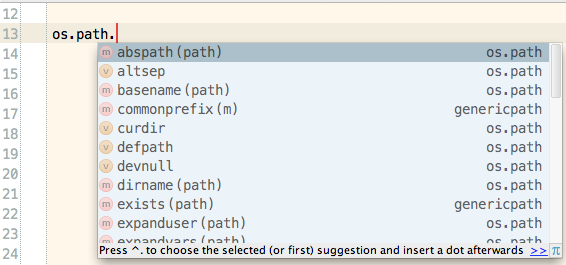 12
13 os.path.
14 m abspath(path) os.path
15 v altsep os.path
16 m basename(path) os.path
17 m commonprefix(m) genericpath
18 v curdir os.path
19 v defpath os.path
20 v devnull os.path
21 m dirname(path) os.path
22 m exists(path) genericpath
23 m expanduser(path) os.path
m expandvars(path) os.path
24 Press ^. to choose the selected (or first) suggestion and insert a dot afterwards >> π